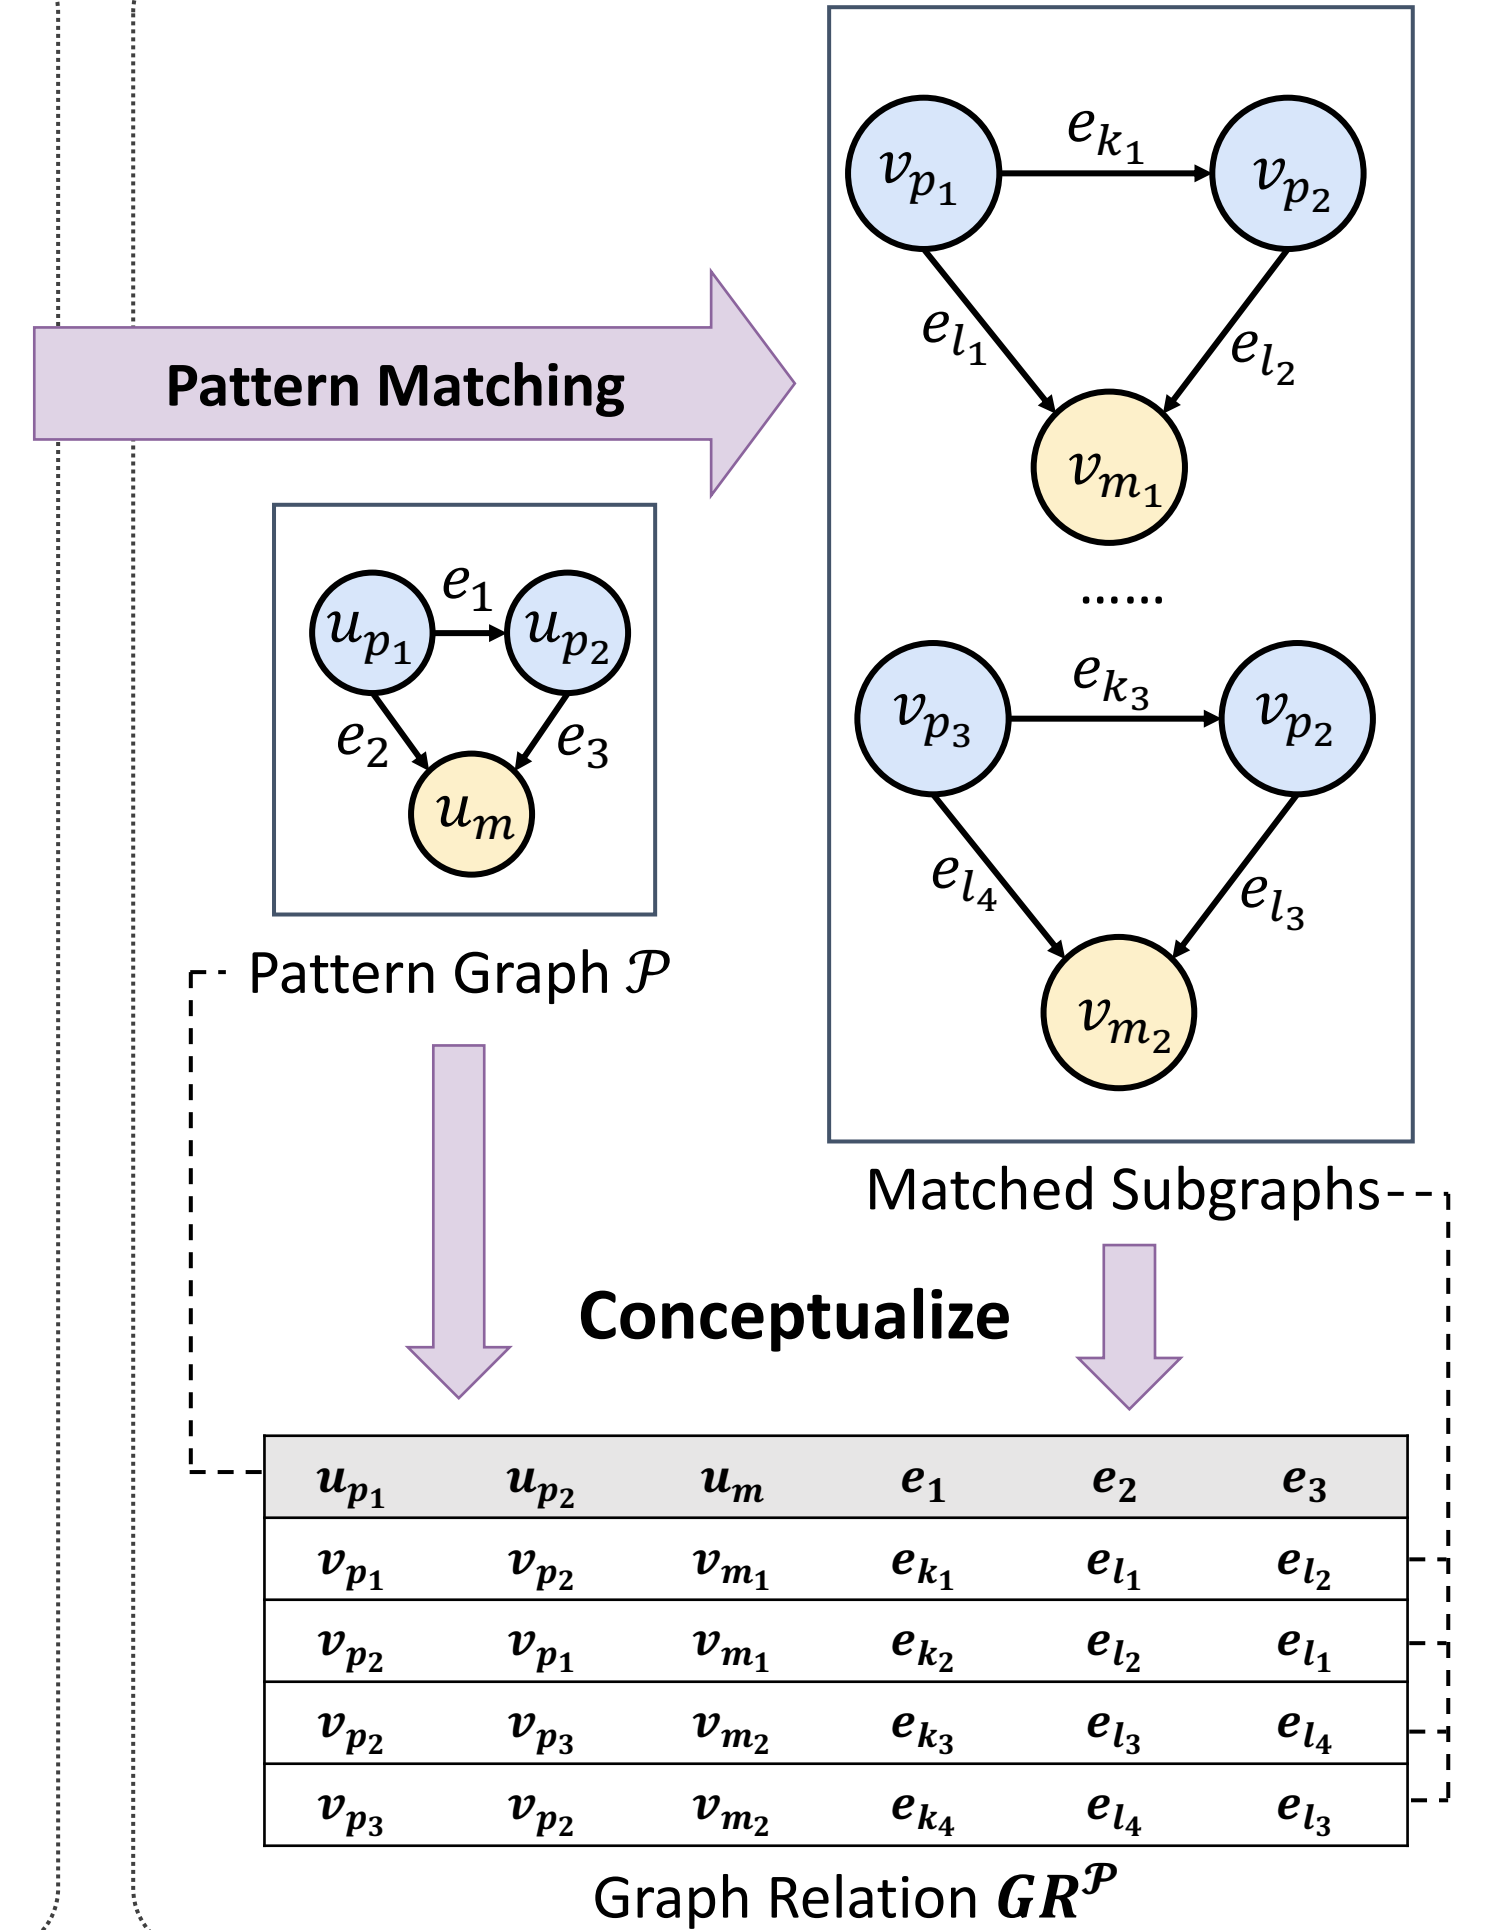 v_{p_1} e_{k_1} v_{p_2}
e_{l_1} e_{l_2}
v_{m_1}
……
v_{p_3} e_{k_3} v_{p_2}
e_{l_4} e_{l_3}
v_{m_2}
Matched Subgraphs
Pattern Matching
u_{p_1} e_1 u_{p_2}
e_2 e_3
u_m
Pattern Graph 𝒫
Conceptualize
u_{p_1} u_{p_2} u_m e_1 e_2 e_3
v_{p_1} v_{p_2} v_{m_1} e_{k_1} e_{l_1} e_{l_2}
v_{p_2} v_{p_1} v_{m_1} e_{k_2} e_{l_2} e_{l_1}
v_{p_2} v_{p_3} v_{m_2} e_{k_3} e_{l_3} e_{l_4}
v_{p_3} v_{p_2} v_{m_2} e_{k_4} e_{l_4} e_{l_3}
Graph Relation GR^𝒫